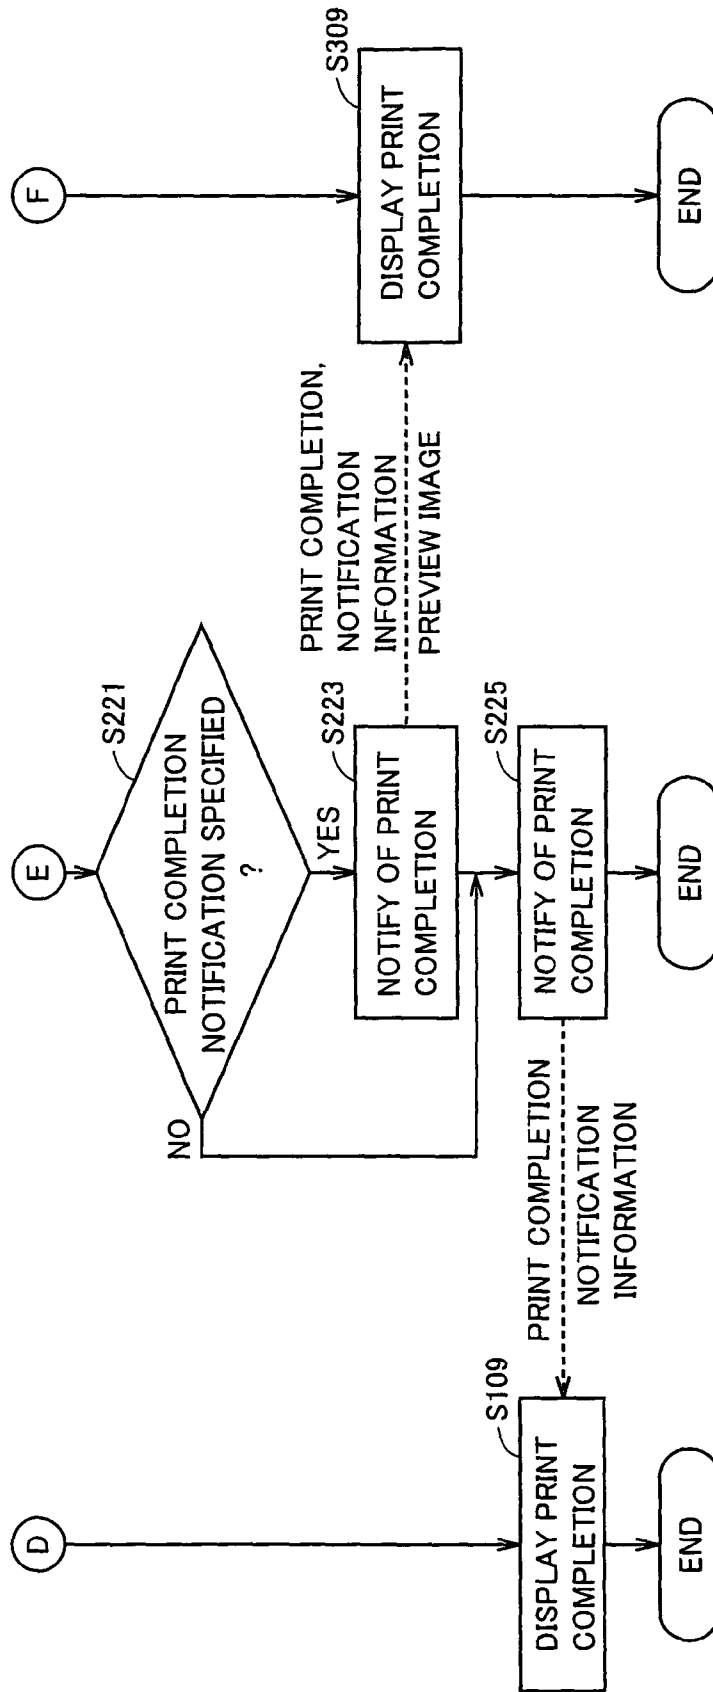 D
S109
DISPLAY PRINT
COMPLETION
END
E
S221
PRINT COMPLETION
NOTIFICATION SPECIFIED
?
NO
YES
S223
NOTIFY OF PRINT
COMPLETION
S225
NOTIFY OF PRINT
COMPLETION
END
PRINT COMPLETION
NOTIFICATION
INFORMATION
PRINT COMPLETION,
NOTIFICATION
INFORMATION
PREVIEW IMAGE
F
S309
DISPLAY PRINT
COMPLETION
END